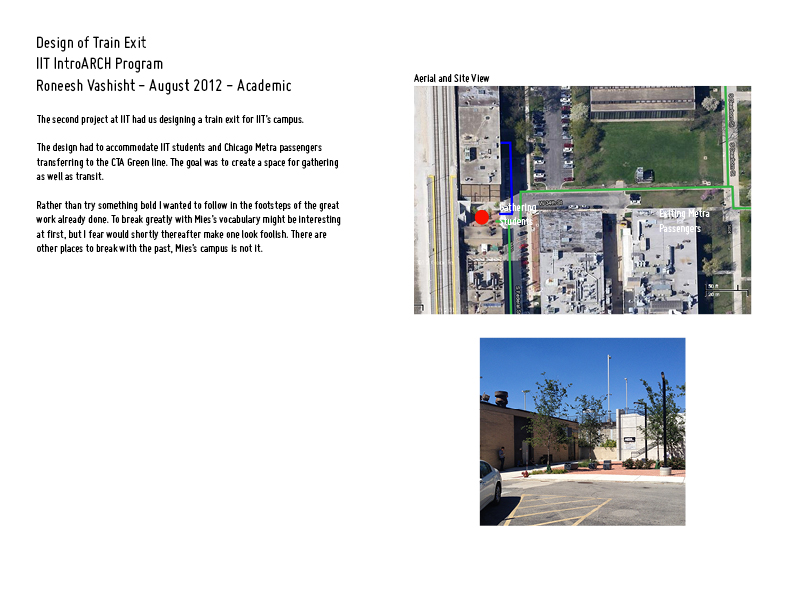 Design of Train Exit
IIT IntroARCH Program
Roneesh Vashisht - August 2012 - Academic
The second project at IIT had us designing a train exit for IIT's campus.
The design had to accommodate IIT students and Chicago Metra passengers
transferring to the CTA Green line. The goal was to create a space for gathering
as well as transit.
Rather than try something bold I wanted to follow in the footsteps of the great
work already done. To break greatly with Mies's vocabulary might be interesting
at first, but I fear would shortly thereafter make one look foolish. There are
other places to break with the past, Mies's campus is not it.
Aerial and Site View
Gathering
Students
Exiting Metra
Passengers
50 ft
20 m